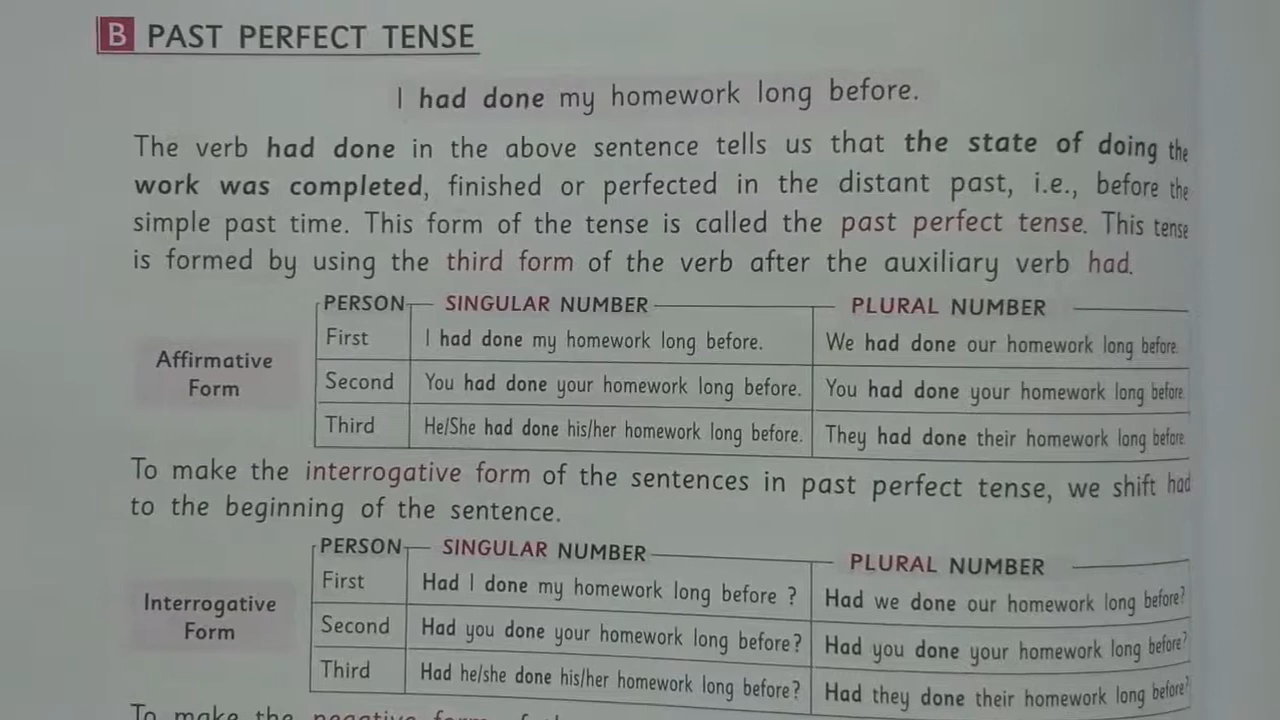 B PAST PERFECT TENSE
I had done my homework long before.
The verb had done in the above sentence tells us that the state of doing the
work was completed, finished or perfected in the distant past, i.e., before the
simple past time. This form of the tense is called the past perfect tense. This tense
is formed by using the third form of the verb after the auxiliary verb had.
PERSON SINGULAR NUMBER PLURAL NUMBER
Affirmative Form
First I had done my homework long before. We had done our homework long before.
Second You had done your homework long before. You had done your homework long before.
Third He/She had done his/her homework long before. They had done their homework long before.
To make the interrogative form of the sentences in past perfect tense, we shift had
to the beginning of the sentence.
PERSON SINGULAR NUMBER PLURAL NUMBER
Interrogative Form
First Had I done my homework long before ? Had we done our homework long before?
Second Had you done your homework long before? Had you done your homework long before?
Third Had he/she done his/her homework long before? Had they done their homework long before?
To make the negative form of